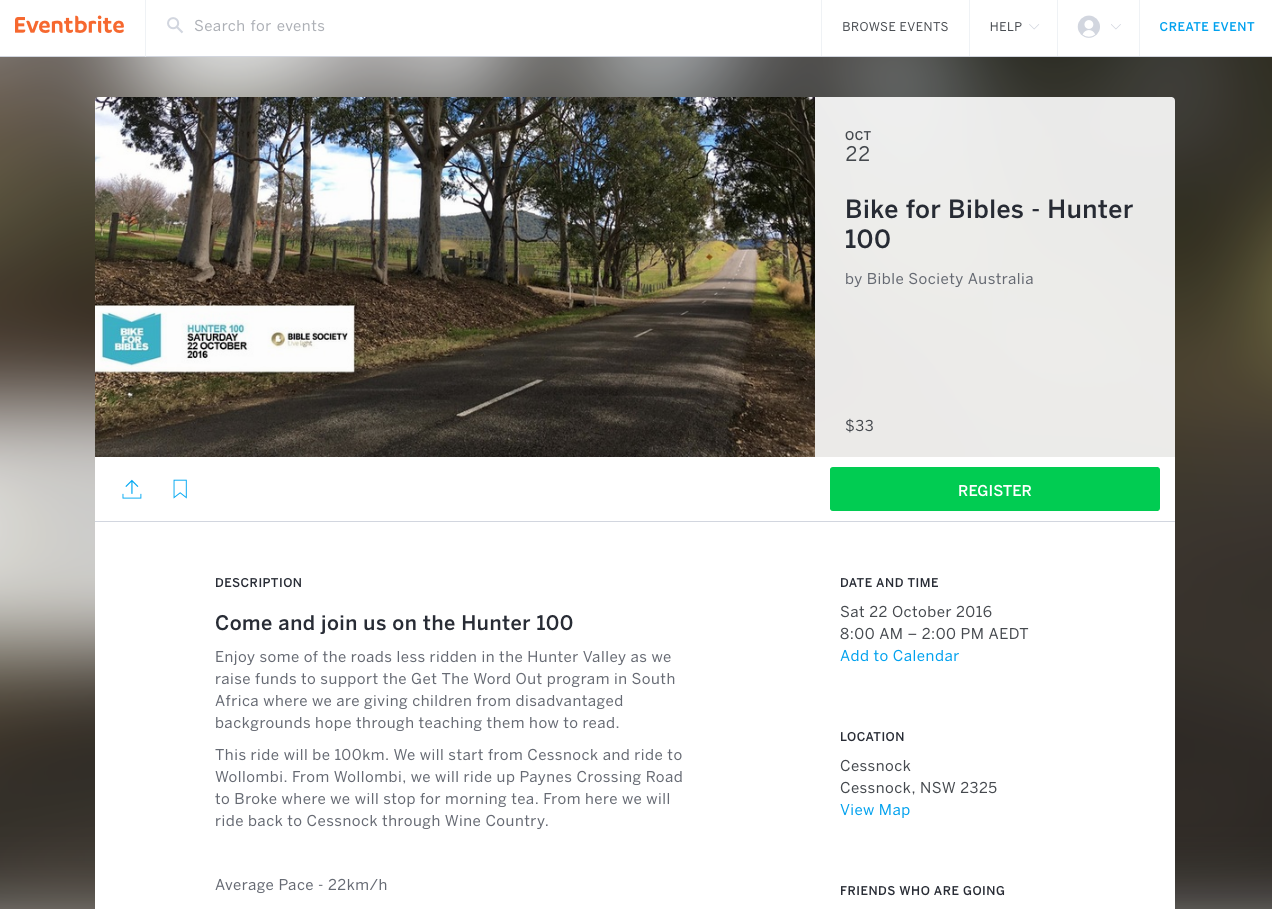 Eventbrite
Search for events
BROWSE EVENTS
HELP
CREATE EVENT
BIKE
FOR
BIBLES
HUNTER 100
SATURDAY
22 OCTOBER
2016
BIBLE SOCIETY
live light
OCT
22
Bike for Bibles - Hunter
100
by Bible Society Australia
$33
REGISTER
DESCRIPTION
Come and join us on the Hunter 100
Enjoy some of the roads less ridden in the Hunter Valley as we
raise funds to support the Get The Word Out program in South
Africa where we are giving children from disadvantaged
backgrounds hope through teaching them how to read.
This ride will be 100km. We will start from Cessnock and ride to
Wollombi. From Wollombi, we will ride up Paynes Crossing Road
to Broke where we will stop for morning tea. From here we will
ride back to Cessnock through Wine Country.
Average Pace - 22km/h
DATE AND TIME
Sat 22 October 2016
8:00 AM – 2:00 PM AEDT
Add to Calendar
LOCATION
Cessnock
Cessnock, NSW 2325
View Map
FRIENDS WHO ARE GOING